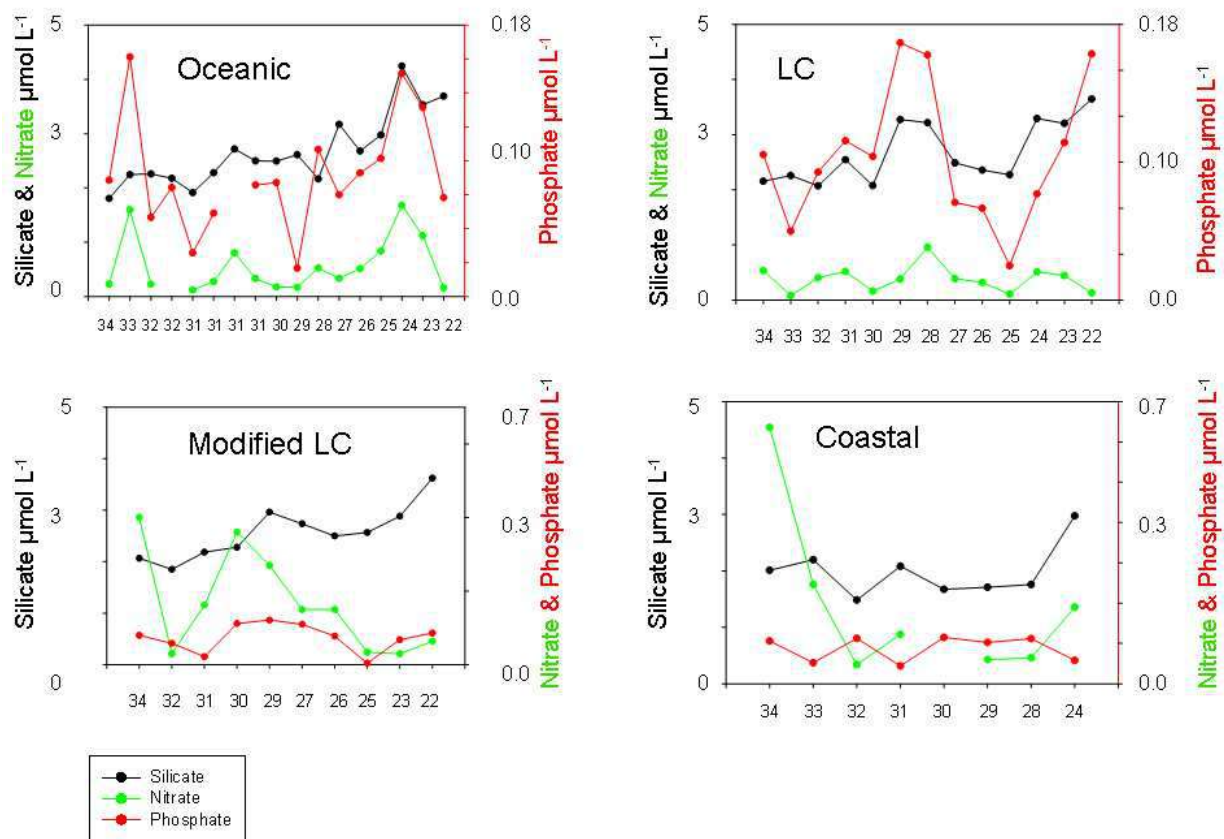 Oceanic
Silicate & Nitrate µmol L-1
5
3
0
0.18
0.10
0.0
Phosphate µmol L-1
34 33 32 32 31 31 31 31 30 29 28 27 26 25 24 23 22
LC
Silicate & Nitrate µmol L-1
5
3
0
0.18
0.10
0.0
Phosphate µmol L-1
34 33 32 31 30 29 28 27 26 25 24 23 22
Modified LC
Silicate µmol L-1
5
3
0
0.7
0.3
0.0
Nitrate & Phosphate µmol L-1
34 32 31 30 29 27 26 25 23 22
Coastal
Silicate µmol L-1
5
3
0
0.7
0.3
0.0
Nitrate & Phosphate µmol L-1
34 33 32 31 30 29 28 24
Silicate
Nitrate
Phosphate